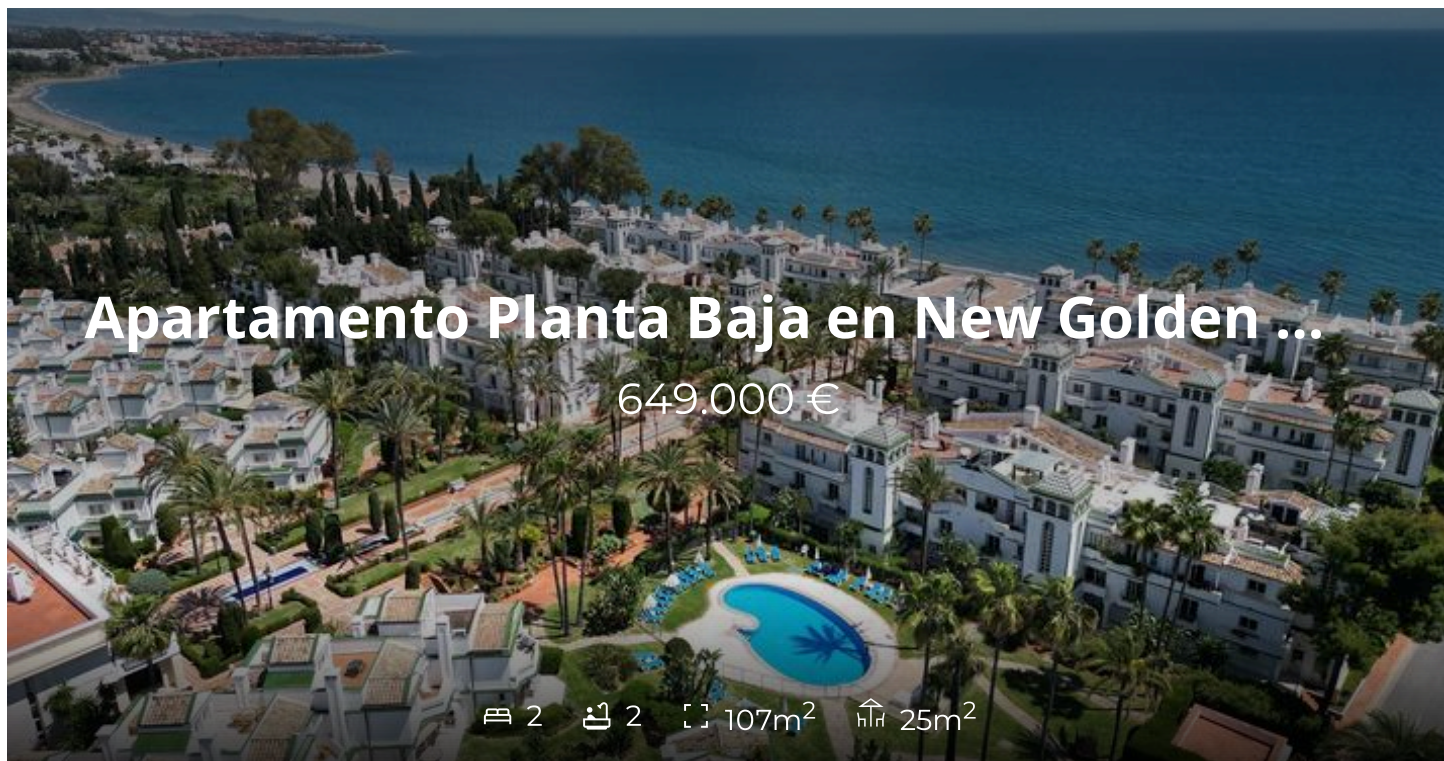 Apartamento Planta Baja en New Golden ...
649.000 €
2 2 107m² 25m²